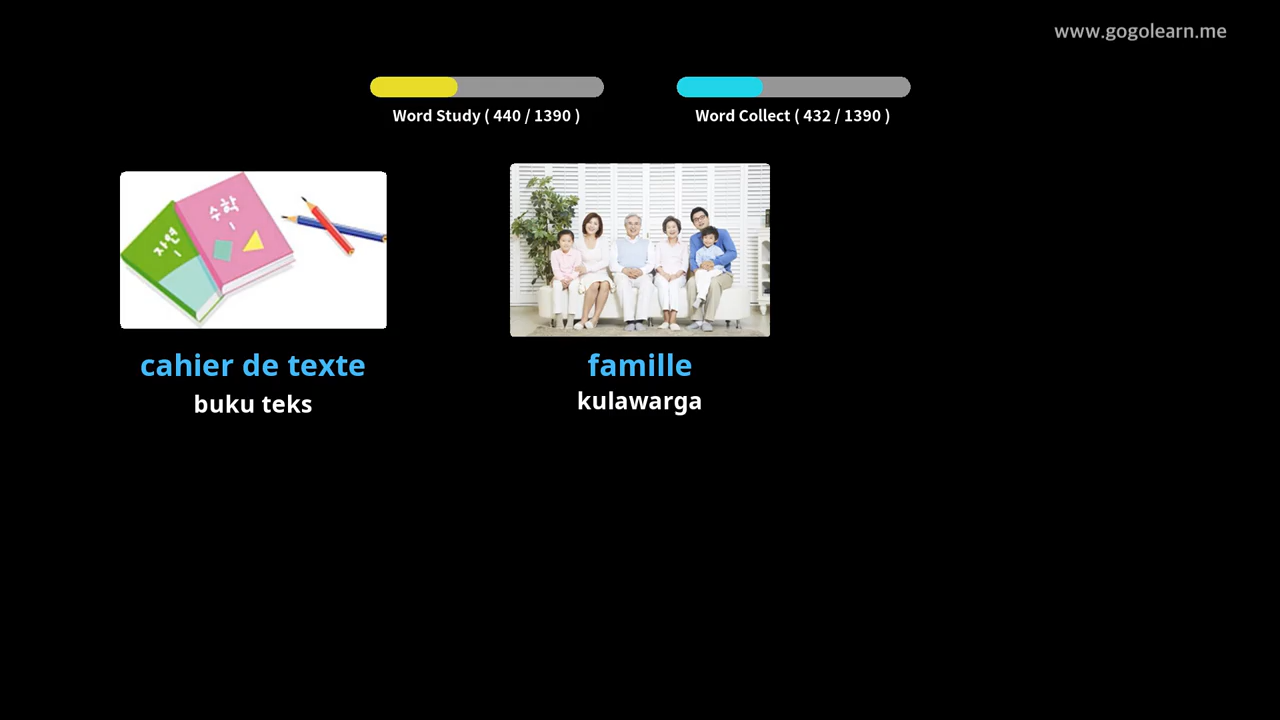 www.gogolearn.me
Word Study ( 440 / 1390 )
Word Collect ( 432 / 1390 )
자연
수학
cahier de texte
famille
buku teks
kulawarga